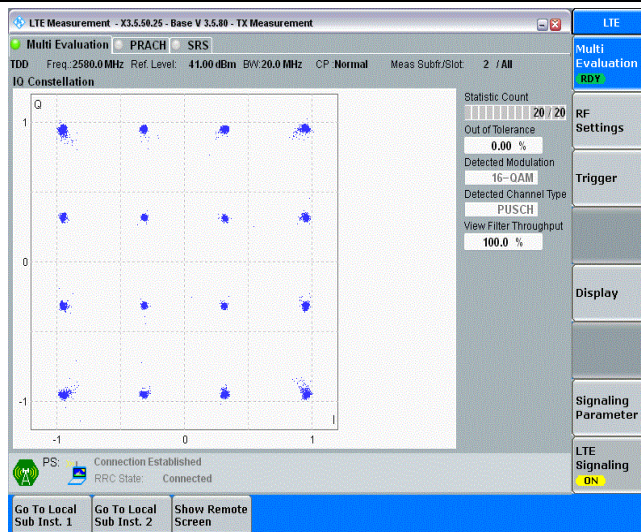 LTE Measurement - X3.5.50.25 - Base V 3.5.80 - TX Measurement
LTE
Multi Evaluation PRACH SRS
TDD Freq.:2580.0 MHz Ref. Level: 41.00 dBm BW:20.0 MHz CP :Normal Meas Subfr./Slot: 2 / All
IQ Constellation
Q
1
0
-1
-1 0 1
I
Statistic Count
20 / 20
Out of Tolerance
0.00 %
Detected Modulation
16-QAM
Detected Channel Type
PUSCH
View Filter Throughput
100.0 %
Multi
Evaluation
RDY
RF
Settings
Trigger
Display
Signaling
Parameter
LTE
Signaling
ON
PS: Connection Established
RRC State: Connected
Go To Local
Sub Inst. 1
Go To Local
Sub Inst. 2
Show Remote
Screen